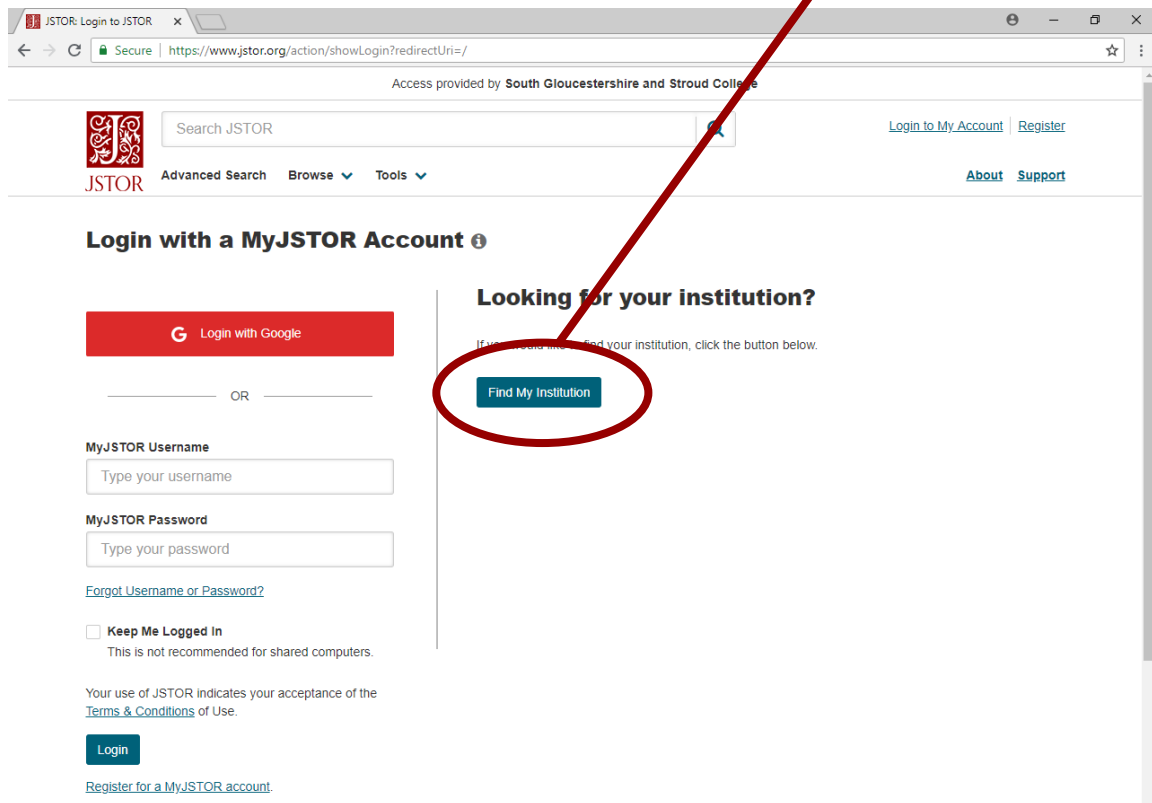 JSTOR: Login to JSTOR
Secure https://www.jstor.org/action/showLogin?redirectUri=/
Access provided by South Gloucestershire and Stroud College
Search JSTOR
Login to My Account Register
JSTOR
Advanced Search Browse Tools
About Support
Login with a MyJSTOR Account
Looking for your institution?
Login with Google
If you would like to find your institution, click the button below.
Find My Institution
OR
MyJSTOR Username
Type your username
MyJSTOR Password
Type your password
Forgot Username or Password?
Keep Me Logged In
This is not recommended for shared computers.
Your use of JSTOR indicates your acceptance of the
Terms & Conditions of Use.
Login
Register for a MyJSTOR account.